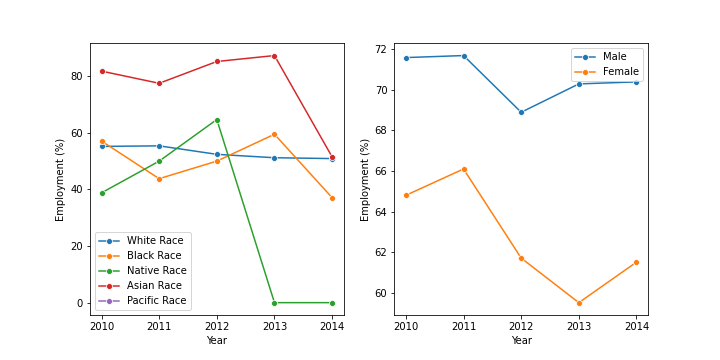 80
60
40
20
0
Employment (%)
White Race
Black Race
Native Race
Asian Race
Pacific Race
2010 2011 2012 2013 2014
Year
72
70
68
66
64
62
60
Employment (%)
Male
Female
2010 2011 2012 2013 2014
Year